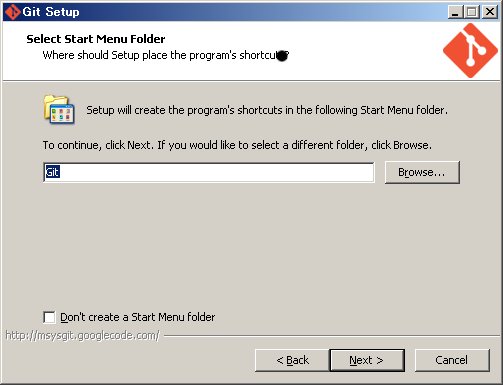 Git Setup
Select Start Menu Folder
Where should Setup place the program's
Setup will create the program's shortcuts in the following Start Menu folder.
To continue, click Next. If you would like to select a different folder, click Browse.
Git
Browse...
Don't create a Start Menu folder
http://msysgit.googlecode.com/
< Back
Next >
Cancel